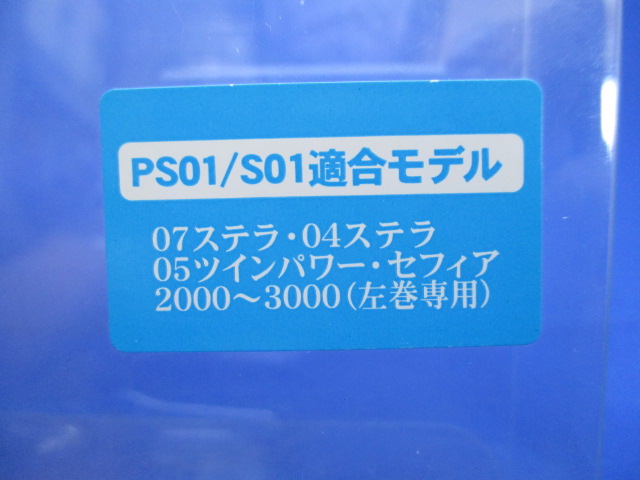 PS01/S01適合モデル
07ステラ・04ステラ
05ツインパワー・セフィア
2000～3000(左巻専用)